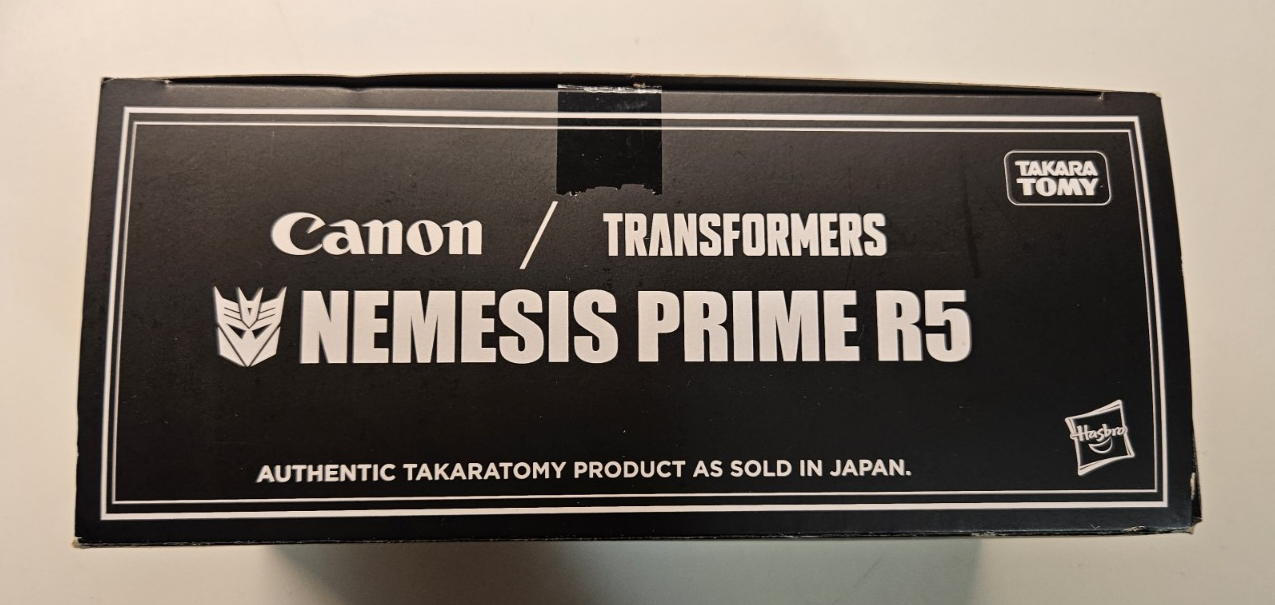 TAKARA
TOMY
Canon / TRANSFORMERS
NEMESIS PRIME R5
Hasbro
AUTHENTIC TAKARATOMY PRODUCT AS SOLD IN JAPAN.